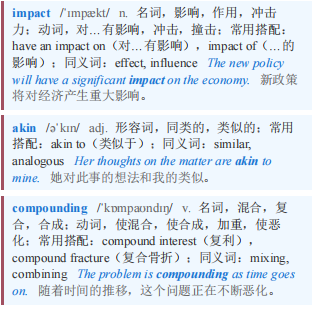 impact /ˈɪmpækt/ n. 名词，影响，作用，冲击
力；动词，对…有影响，冲击，撞击；常用搭配：
have an impact on（对…有影响），impact of（…的
影响）；同义词：effect, influence The new policy
will have a significant impact on the economy. 新政策
将对经济产生重大影响。
akin /əˈkɪn/ adj. 形容词，同类的，类似的；常用
搭配：akin to（类似于）；同义词：similar,
analogous Her thoughts on the matter are akin to
mine. 她对此事的想法和我的类似。
compounding /ˈkɒmpaʊndɪŋ/ v. 名词，混合，复
合，合成；动词，使混合，使合成，加重，使恶
化；常用搭配：compound interest（复利），
compound fracture（复合骨折）；同义词：mixing,
combining The problem is compounding as time goes
on. 随着时间的推移，这个问题正在不断恶化。